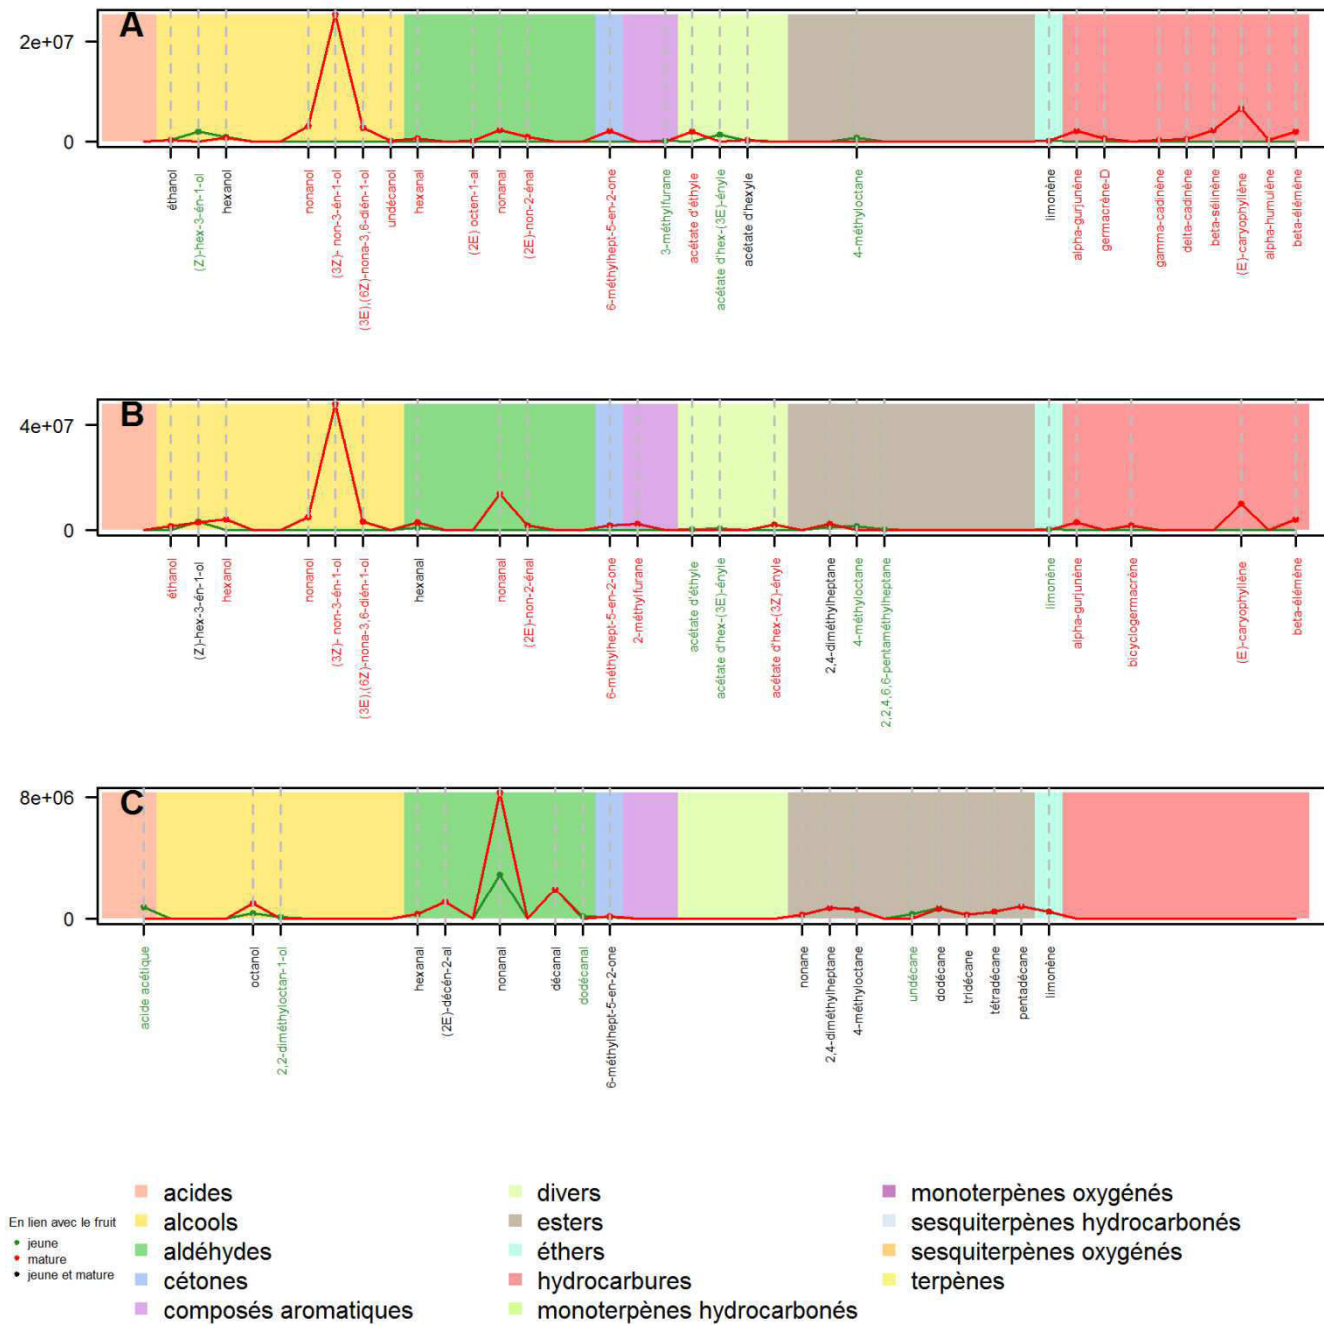 A
2e+07
0
éthanol
(Z)-hex-3-én-1-ol
hexanol
nonanol
(3Z)- non-3-én-1-ol
(3E),(6Z)-nona-3,6-dién-1-ol
undécanol
hexanal
(2E) octen-1-al
nonanal
(2E)-non-2-énal
6-méthylhept-5-en-2-one
3-méthylfurane
acétate d'éthyle
acétate d'hex-(3E)-ényle
acétate d'hexyle
4-méthyloctane
limonène
alpha-gurjunène
germacrène-D
gamma-cadinène
delta-cadinène
beta-sélinène
(E)-caryophyllène
alpha-humulène
beta-élémène
B
4e+07
0
éthanol
(Z)-hex-3-én-1-ol
hexanol
nonanol
(3Z)- non-3-én-1-ol
(3E),(6Z)-nona-3,6-dién-1-ol
hexanal
nonanal
(2E)-non-2-énal
6-méthylhept-5-en-2-one
2-méthylfurane
acétate d'éthyle
acétate d'hex-(3E)-ényle
acétate d'hex-(3Z)-ényle
2,4-diméthylheptane
4-méthyloctane
2,2,4,6,6-pentaméthylheptane
limonène
alpha-gurjunène
bicyclogermacrène
(E)-caryophyllène
beta-élémène
C
8e+06
0
acide acétique
octanol
2,2-diméthyloctan-1-ol
hexanal
(2E)-décén-2-al
nonanal
décanal
dodécanal
6-méthylhept-5-en-2-one
nonane
2,4-diméthylheptane
4-méthyloctane
undécane
dodécane
tridécane
tétradécane
pentadécane
limonène
En lien avec le fruit
jeune
mature
jeune et mature
acides
alcools
aldéhydes
cétones
composés aromatiques
divers
esters
éthers
hydrocarbures
monoterpènes hydrocarbonés
monoterpènes oxygénés
sesquiterpènes hydrocarbonés
sesquiterpènes oxygénés
terpènes